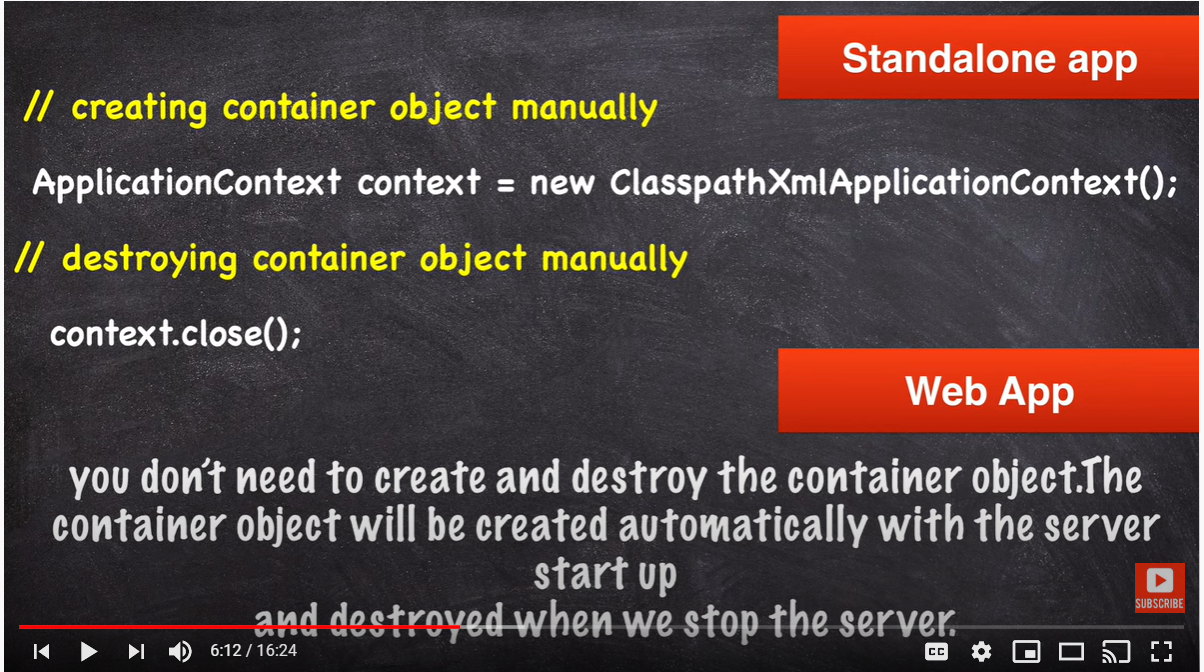 Standalone app
// creating container object manually
ApplicationContext context = new ClasspathXmlApplicationContext();
// destroying container object manually
context.close();
Web App
you don't need to create and destroy the container object.The
container object will be created automatically with the server
start up
and destroyed when we stop the server.
SUBSCRIBE
6:12 / 16:24
CC